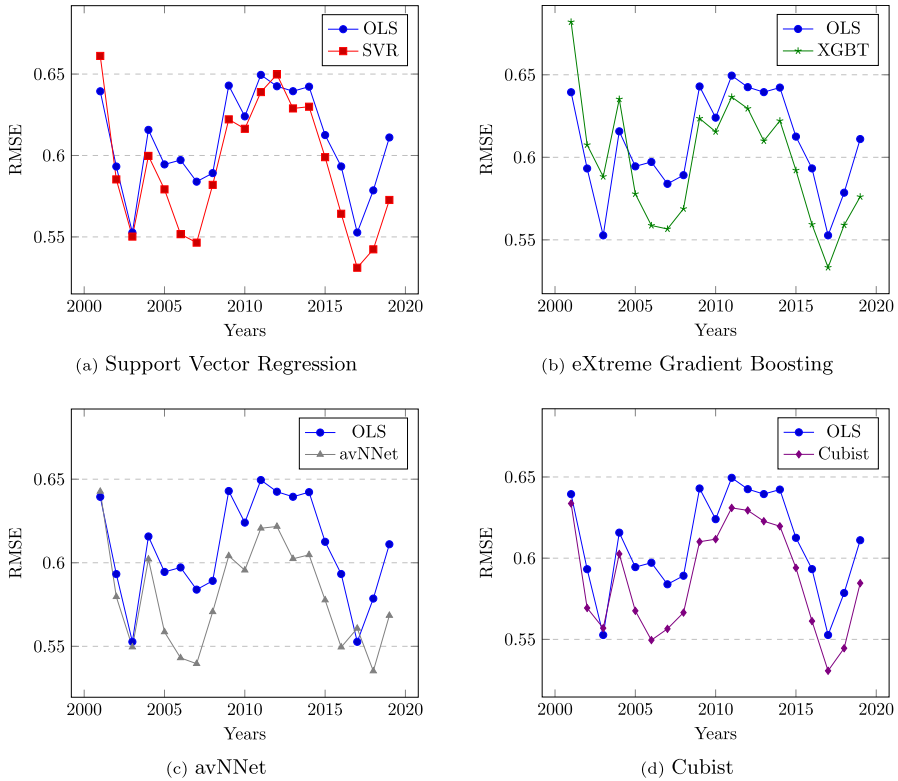 OLS
SVR
0.65
0.6
0.55
RMSE
2000 2005 2010 2015 2020
Years
(a) Support Vector Regression
OLS
XGBT
0.65
0.6
0.55
RMSE
2000 2005 2010 2015 2020
Years
(b) eXtreme Gradient Boosting
OLS
avNNet
0.65
0.6
0.55
RMSE
2000 2005 2010 2015 2020
Years
(c) avNNet
OLS
Cubist
0.65
0.6
0.55
RMSE
2000 2005 2010 2015 2020
Years
(d) Cubist